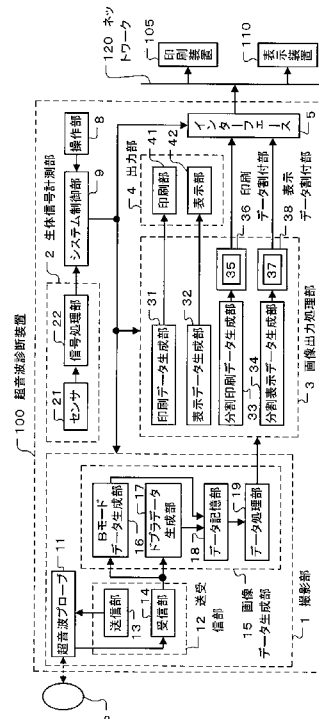 100 超音波診断装置
120 ネットワーク
印刷装置
105
表示装置
110
2 生体信号計測部
センサ
21
信号処理部
22
システム制御部
9
操作部
8
4 出力部
印刷部
41
表示部
42
インターフェース
5
3 画像出力処理部
印刷データ生成部
31
表示データ生成部
32
分割印刷データ生成部
33
分割表示データ生成部
34
35
36 印刷データ割付部
37
38 表示データ割付部
1 撮影部
超音波プローブ
11
12 送受信部
送信部
13
受信部
14
15 画像データ生成部
Bモードデータ生成部
16
ドプラデータ生成部
17
データ記憶部
18
データ処理部
19